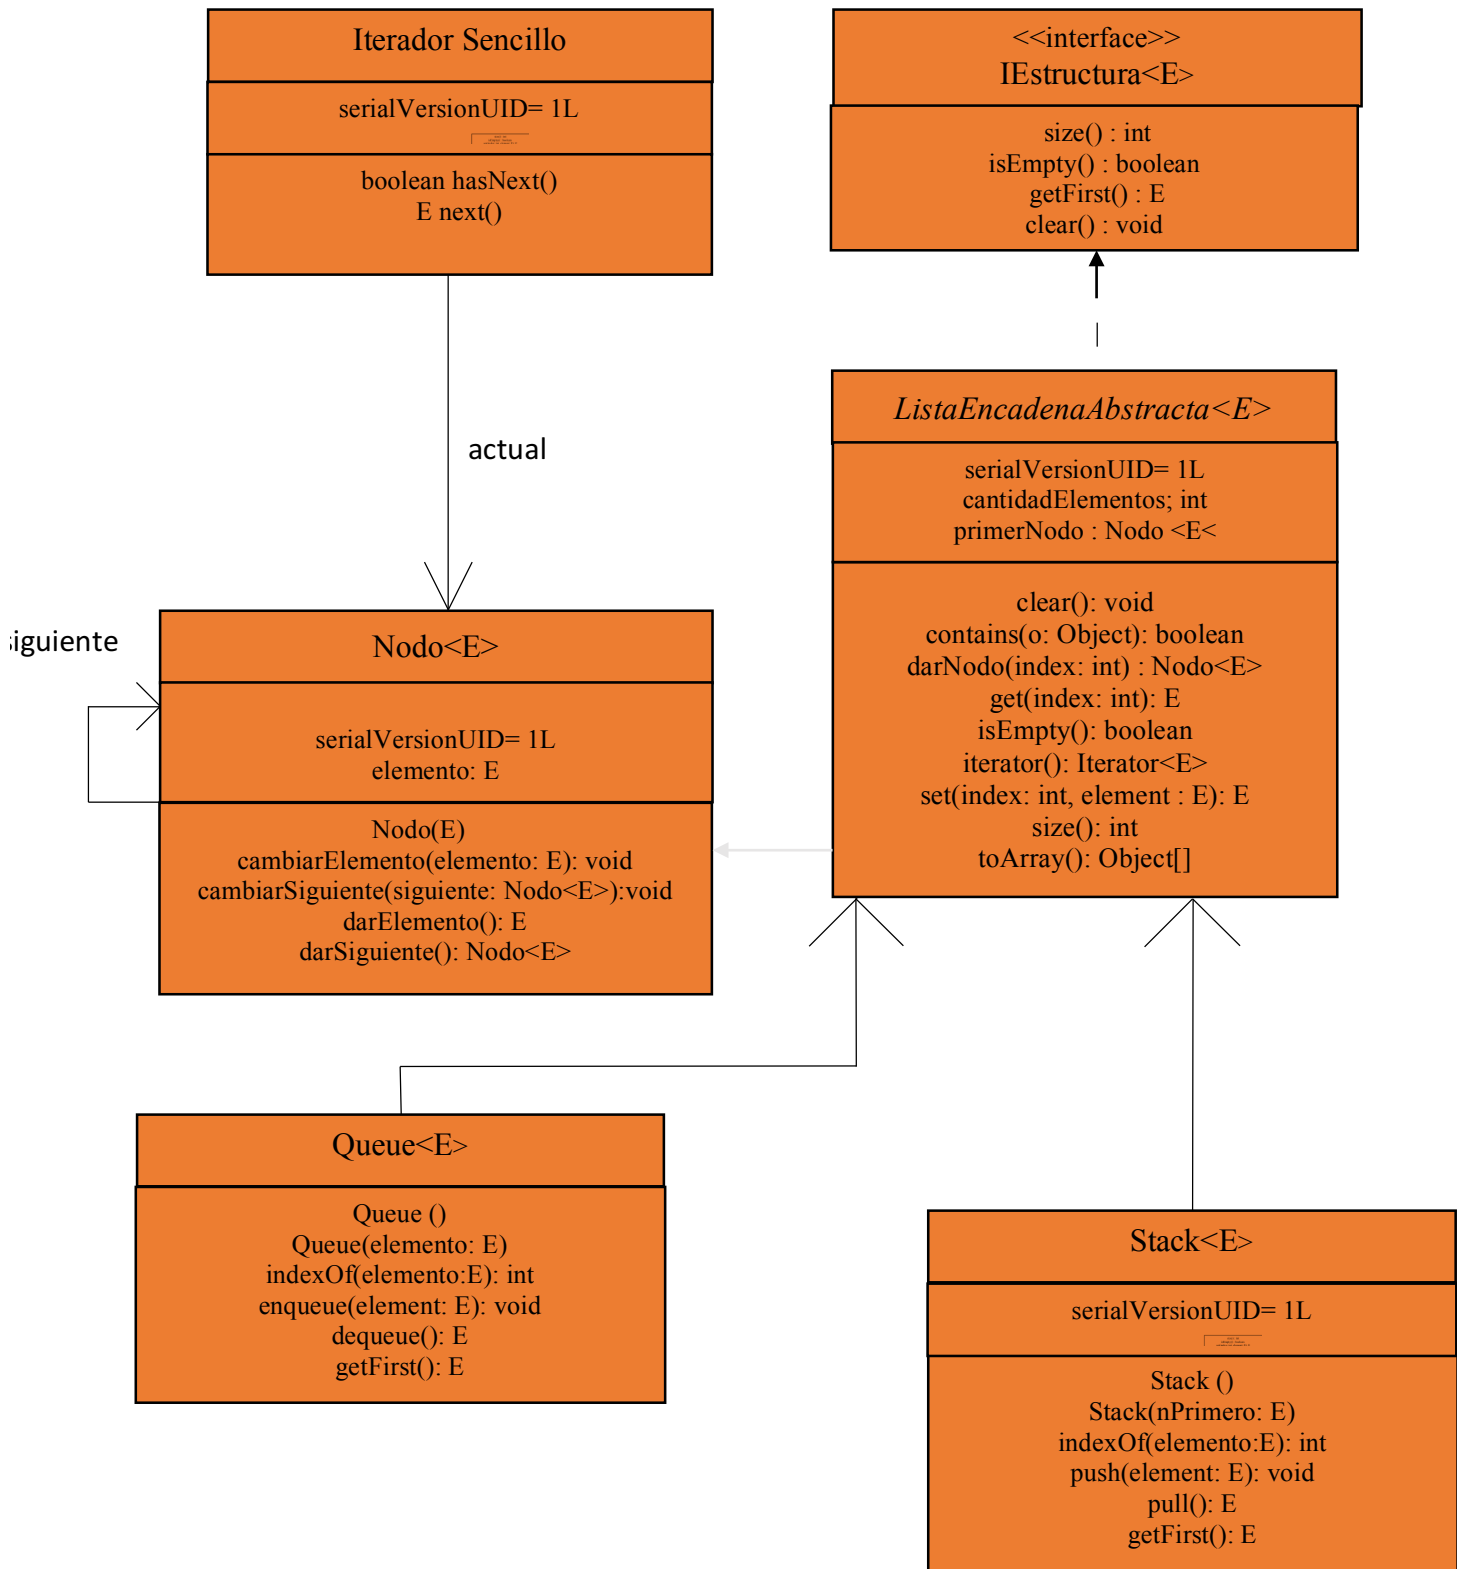 Iterador Sencillo
serialVersionUID= 1L
boolean hasNext()
E next()
<<interface>>
IEstructura<E>
size() : int
isEmpty() : boolean
getFirst() : E
clear() : void
actual
ListaEncadenaAbstracta<E>
serialVersionUID= 1L
cantidadElementos; int
primerNodo : Nodo <E<
clear(): void
contains(o: Object): boolean
darNodo(index: int) : Nodo<E>
get(index: int): E
isEmpty(): boolean
iterator(): Iterator<E>
set(index: int, element : E): E
size(): int
toArray(): Object[]
siguiente
Nodo<E>
serialVersionUID= 1L
elemento: E
Nodo(E)
cambiarElemento(elemento: E): void
cambiarSiguiente(siguiente: Nodo<E>):void
darElemento(): E
darSiguiente(): Nodo<E>
Queue<E>
Queue ()
Queue(elemento: E)
indexOf(elemento:E): int
enqueue(element: E): void
dequeue(): E
getFirst(): E
Stack<E>
serialVersionUID= 1L
Stack ()
Stack(nPrimero: E)
indexOf(elemento:E): int
push(element: E): void
pull(): E
getFirst(): E